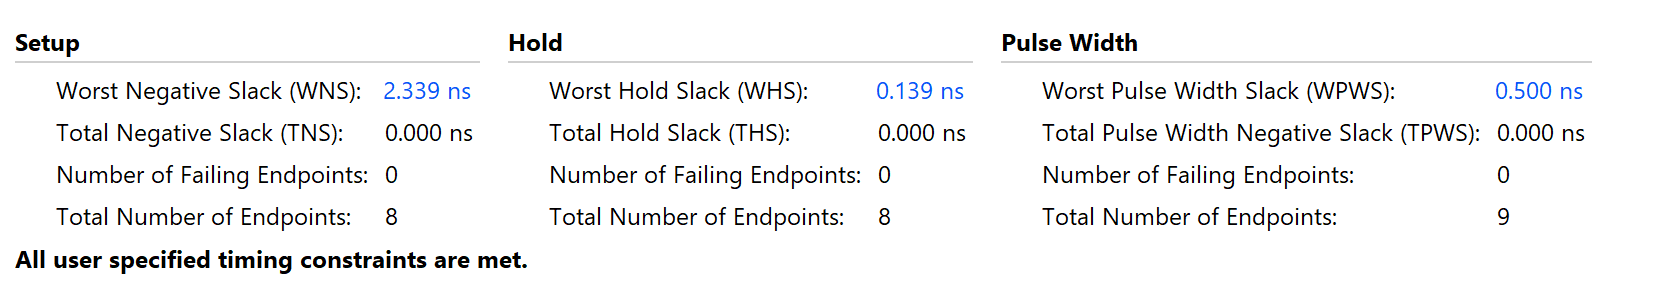 Setup
Worst Negative Slack (WNS): 2.339 ns
Total Negative Slack (TNS): 0.000 ns
Number of Failing Endpoints: 0
Total Number of Endpoints: 8
Hold
Worst Hold Slack (WHS): 0.139 ns
Total Hold Slack (THS): 0.000 ns
Number of Failing Endpoints: 0
Total Number of Endpoints: 8
Pulse Width
Worst Pulse Width Slack (WPWS): 0.500 ns
Total Pulse Width Negative Slack (TPWS): 0.000 ns
Number of Failing Endpoints: 0
Total Number of Endpoints: 9
All user specified timing constraints are met.